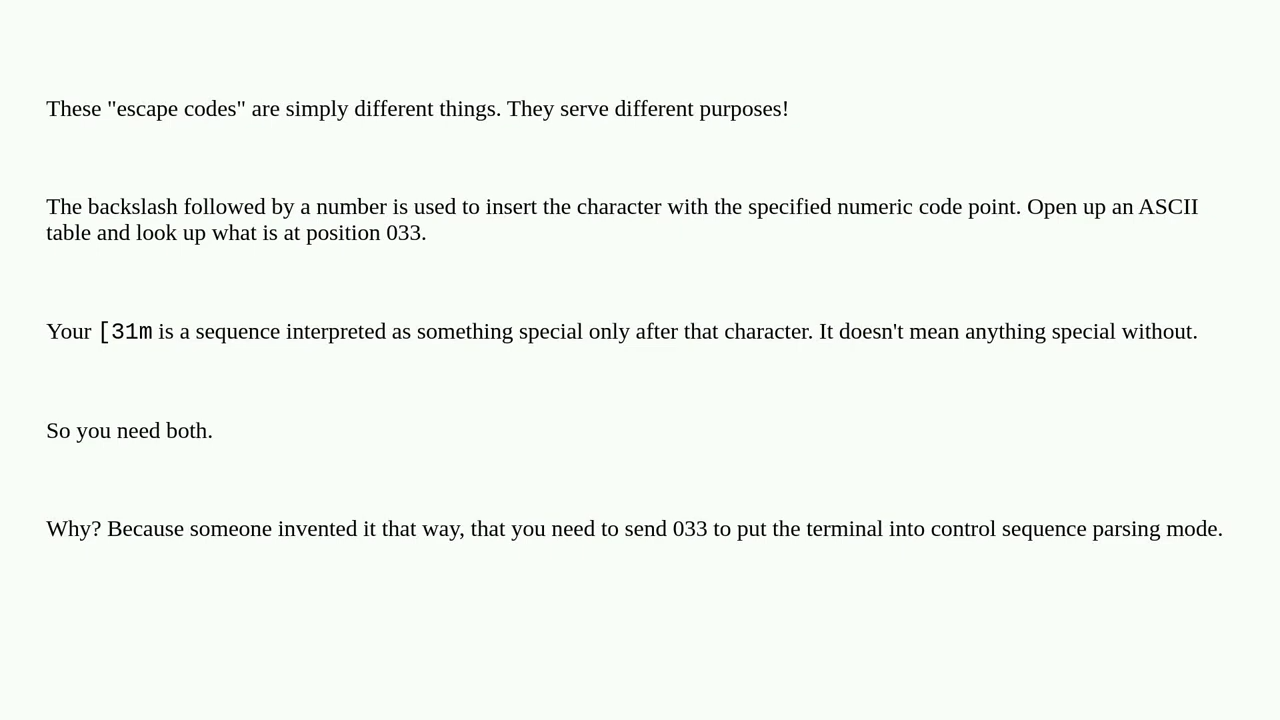 These "escape codes" are simply different things. They serve different purposes!
The backslash followed by a number is used to insert the character with the specified numeric code point. Open up an ASCII
table and look up what is at position 033.
Your [31m is a sequence interpreted as something special only after that character. It doesn't mean anything special without.
So you need both.
Why? Because someone invented it that way, that you need to send 033 to put the terminal into control sequence parsing mode.